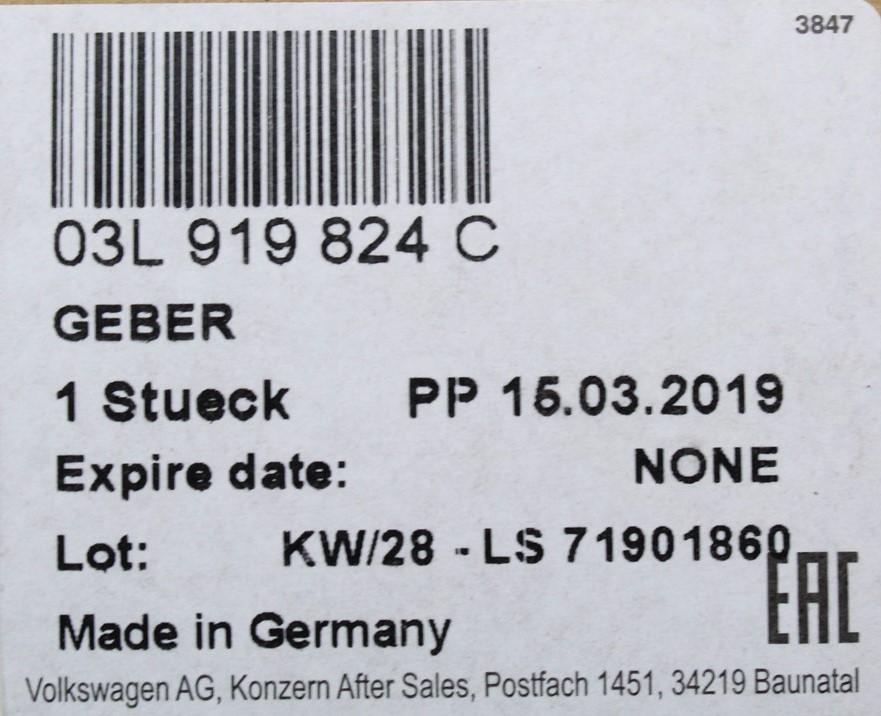 3847
03L 919 824 C
GEBER
1 Stueck PP 15.03.2019
Expire date: NONE
Lot: KW/28 - LS 71901860
EAC
Made in Germany
Volkswagen AG, Konzern After Sales, Postfach 1451, 34219 Baunatal